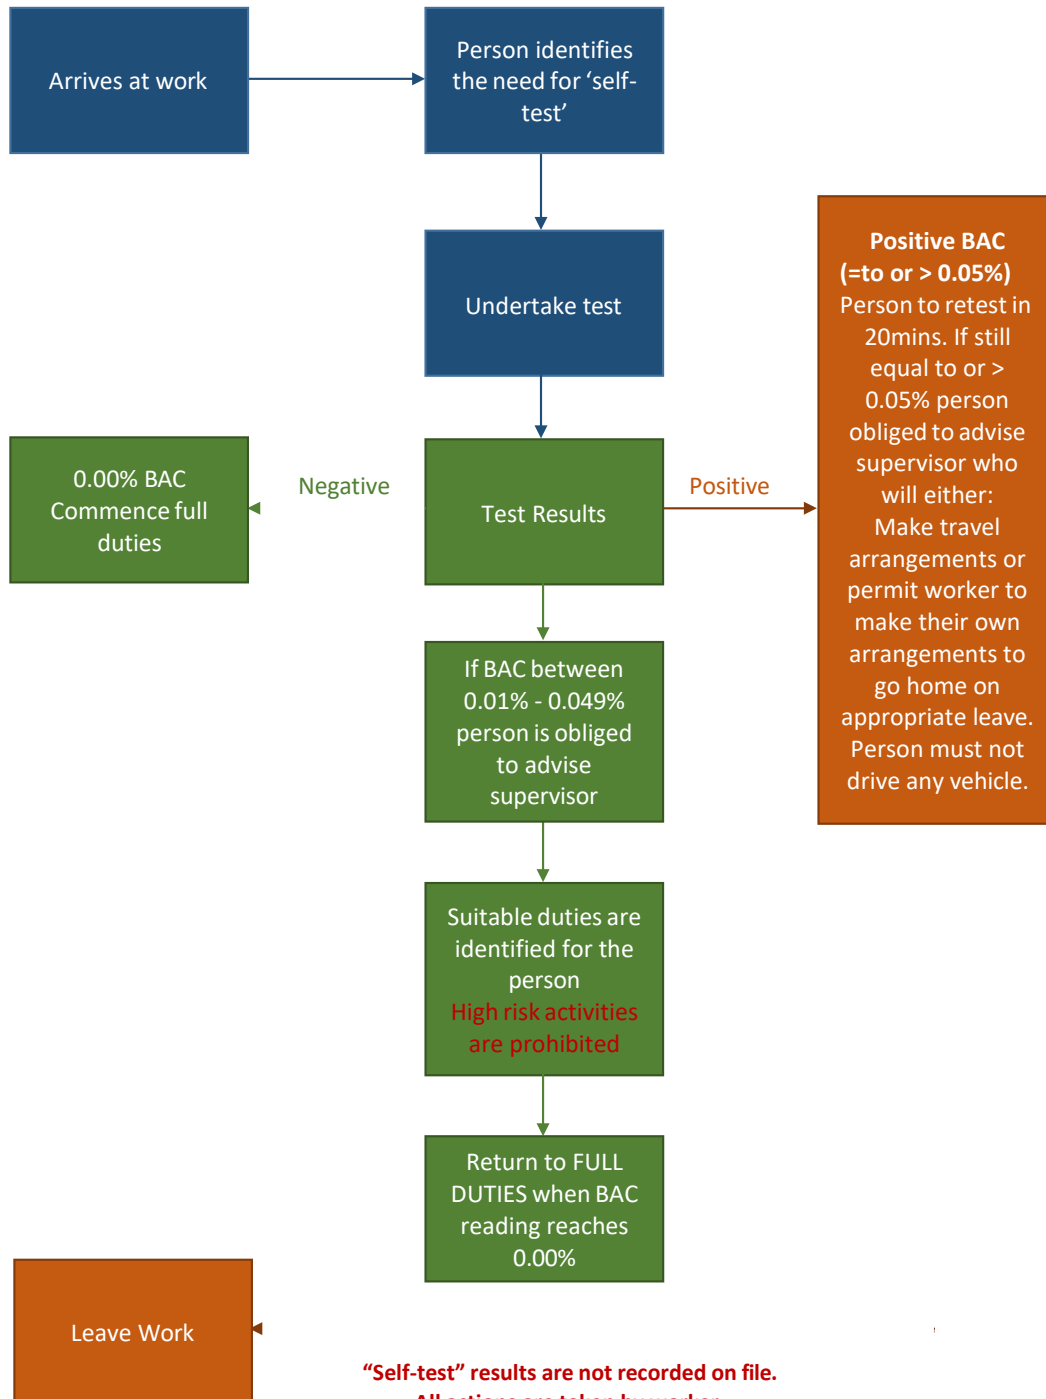 Arrives at work
Person identifies
the need for ‘self-
test’
Undertake test
Positive BAC
(=to or > 0.05%)
Person to retest in
20mins. If still
equal to or >
0.05% person
obliged to advise
supervisor who
will either:
Make travel
arrangements or
permit worker to
make their own
arrangements to
go home on
appropriate leave.
Person must not
drive any vehicle.
0.00% BAC
Commence full
duties
Negative
Test Results
Positive
If BAC between
0.01% - 0.049%
person is obliged
to advise
supervisor
Suitable duties are
identified for the
person
High risk activities
are prohibited
Return to FULL
DUTIES when BAC
reading reaches
0.00%
Leave Work
“Self-test” results are not recorded on file.
All actions are taken by worker